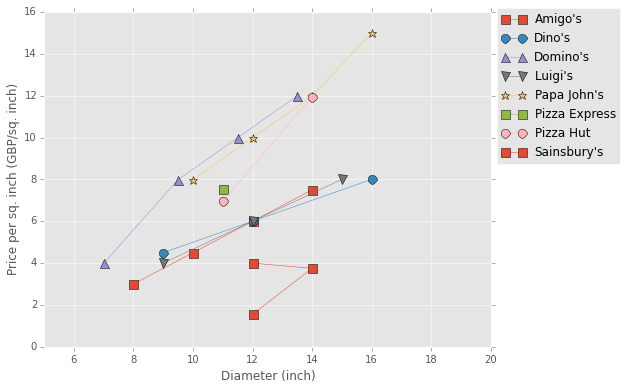 16
14
12
10
8
6
4
2
0
Price per sq. inch (GBP/sq. inch)
6 8 10 12 14 16 18 20
Diameter (inch)
Amigo's
Dino's
Domino's
Luigi's
Papa John's
Pizza Express
Pizza Hut
Sainsbury's